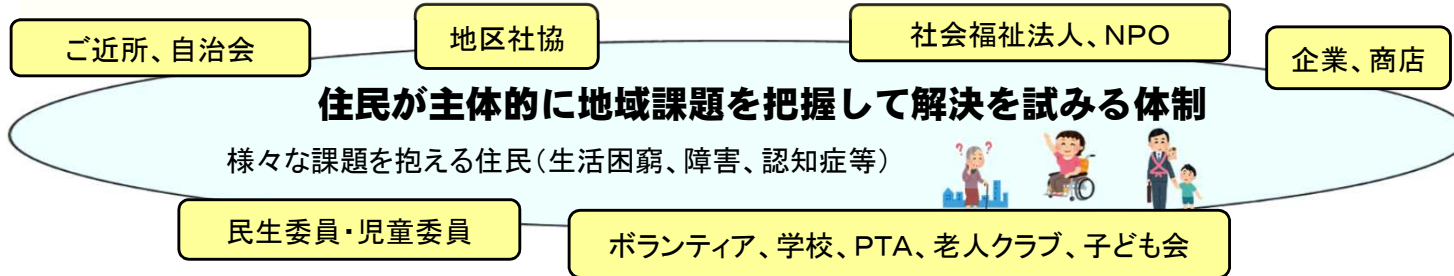 ご近所、自治会
地区社協
社会福祉法人、NPO
企業、商店
住民が主体的に地域課題を把握して解決を試みる体制
様々な課題を抱える住民(生活困窮、障害、認知症等)
? ?
民生委員・児童委員
ボランティア、学校、PTA、老人クラブ、子ども会